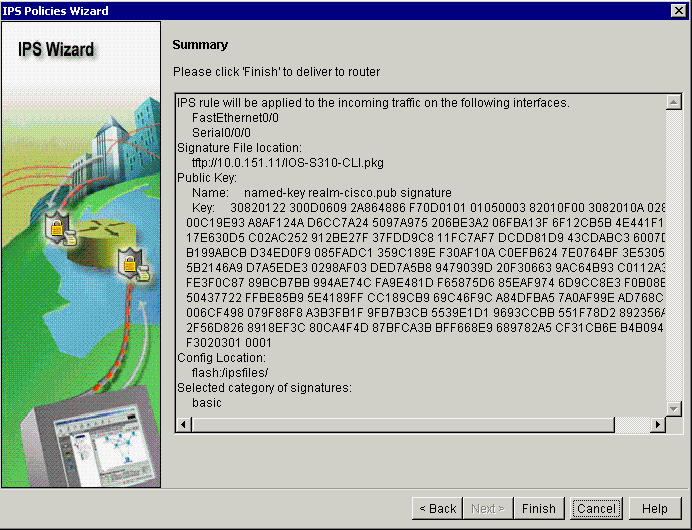 IPS Policies Wizard
IPS Wizard
Summary
Please click 'Finish' to deliver to router
IPS rule will be applied to the incoming traffic on the following interfaces.
FastEthernet0/0
Serial0/0/0
Signature File location:
tftp://10.0.151.11/IOS-S310-CLI.pkg
Public Key:
Name: named-key realm-cisco.pub signature
Key: 30820122 300D0609 2A864886 F70D0101 01050003 82010F00 3082010A 028
00C19E93 A8AF124A D6CC7A24 5097A975 206BE3A2 06FBA13F 6F12CB5B 4E441F1
17E630D5 C02AC252 912BE27F 37FDD9C8 11FC7AF7 DCDD81D9 43CDABC3 6007D
B199ABCB D34ED0F9 085FADC1 359C189E F30AF10A C0EFB624 7E0764BF 3E5305
5B2146A9 D7A5EDE3 0298AF03 DED7A5B8 9479039D 20F30663 9AC64B93 C0112A3
FE3F0C87 89BCB7BB 994AE74C FA9E481D F65875D6 85EAF974 6D9CC8E3 F0B08B
50437722 FFBE85B9 5E4189FF CC189CB9 69C46F9C A84DFBA5 7A0AF99E AD768C
006CF498 079F88F8 A3B3FB1F 9FB7B3CB 5539E1D1 9693CCBB 551F78D2 892356A
2F56D826 8918EF3C 80CA4F4D 87BFCA3B BFF668E9 689782A5 CF31CB6E B4B094
F3020301 0001
Config Location:
flash:/ipsfiles/
Selected category of signatures:
basic
< Back Next > Finish Cancel Help